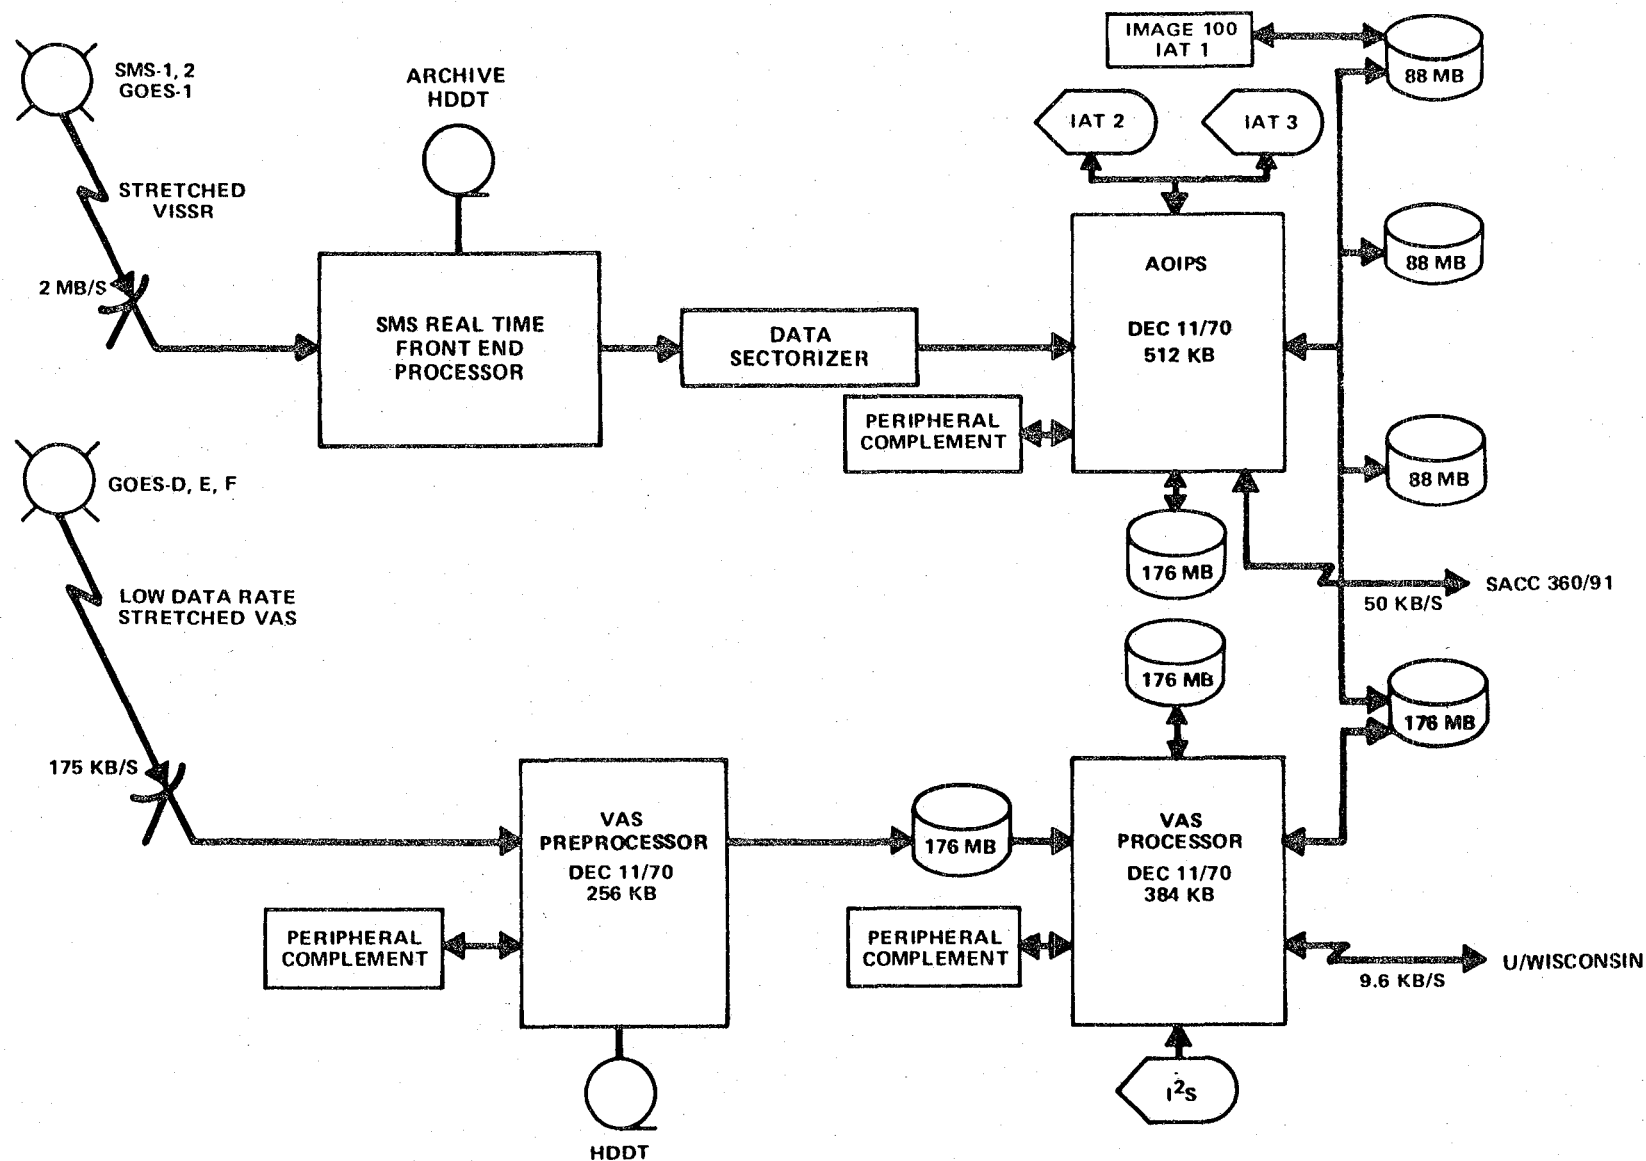 IMAGE 100
IAT 1
88 MB
SMS-1, 2
GOES-1
ARCHIVE
HDDT
IAT 2
IAT 3
STRETCHED
VISSR
2 MB/S
SMS REAL TIME
FRONT END
PROCESSOR
DATA
SECTORIZER
AOIPS
DEC 11/70
512 KB
88 MB
PERIPHERAL
COMPLEMENT
88 MB
GOES-D, E, F
176 MB
SACC 360/91
50 KB/S
LOW DATA RATE
STRETCHED VAS
176 MB
176 MB
175 KB/S
VAS
PREPROCESSOR
DEC 11/70
256 KB
176 MB
VAS
PROCESSOR
DEC 11/70
384 KB
PERIPHERAL
COMPLEMENT
PERIPHERAL
COMPLEMENT
U/WISCONSIN
9.6 KB/S
I²S
HDDT